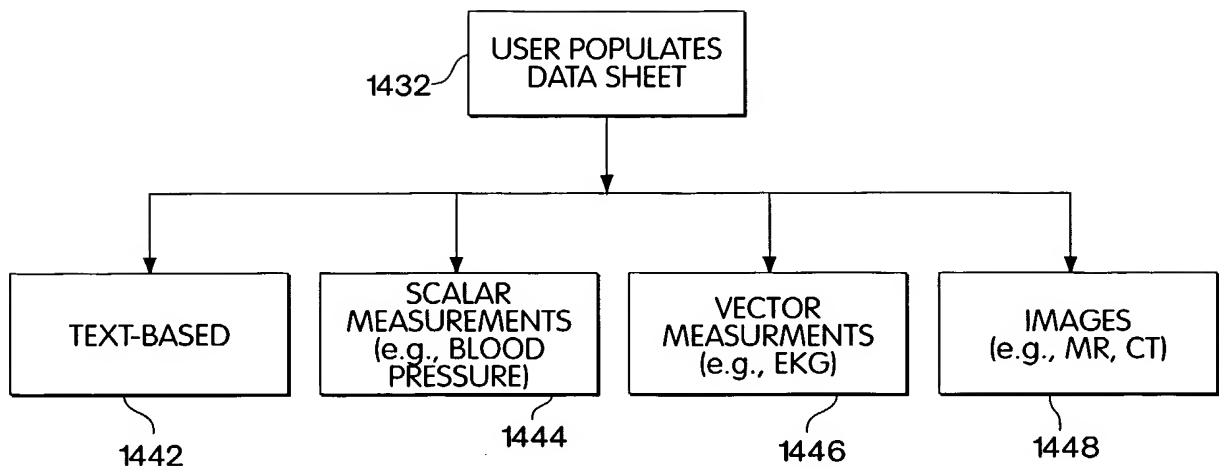 USER POPULATES
DATA SHEET
1432
TEXT-BASED
SCALAR
MEASUREMENTS
(e.g., BLOOD
PRESSURE)
VECTOR
MEASURMENTS
(e.g., EKG)
IMAGES
(e.g., MR, CT)
1442
1444
1446
1448